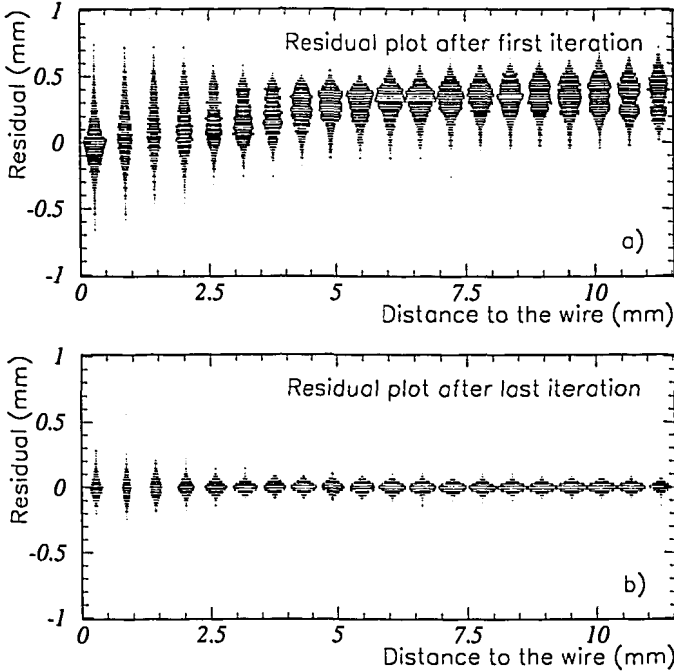 Residual (mm)
1
0.5
0
-0.5
-1
Residual plot after first iteration
a)
0 2.5 5 7.5 10
Distance to the wire (mm)
Residual (mm)
1
0.5
0
-0.5
-1
Residual plot after last iteration
b)
0 2.5 5 7.5 10
Distance to the wire (mm)